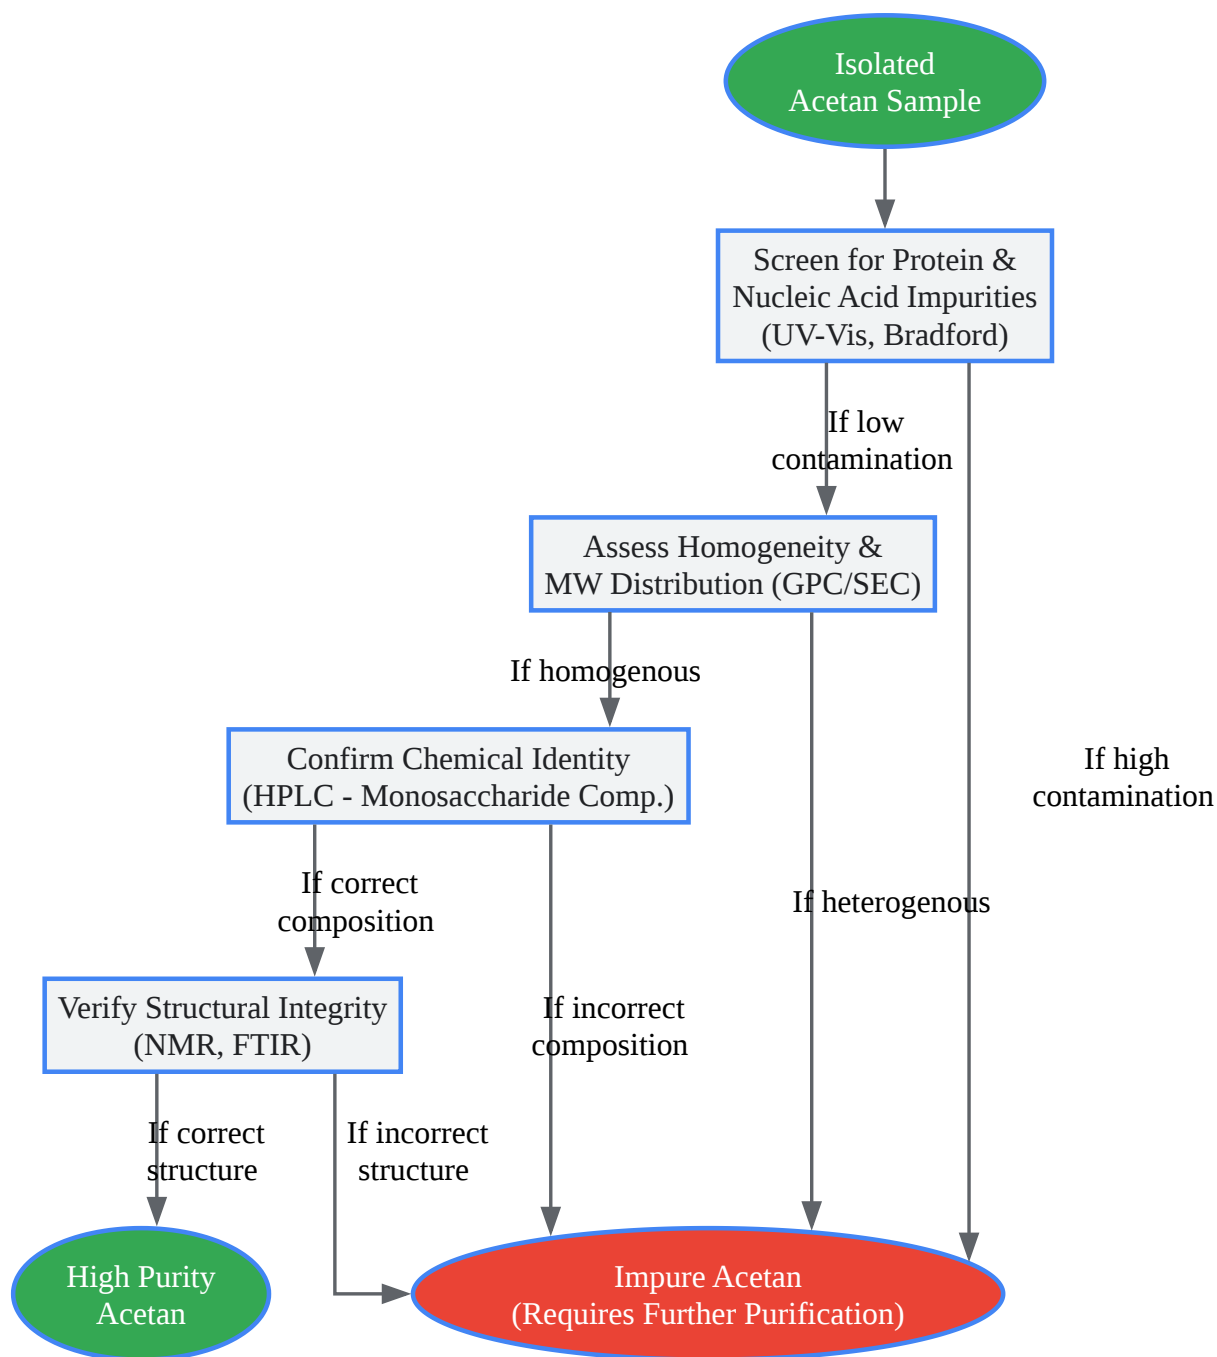 Isolated
Acetan Sample
Screen for Protein &
Nucleic Acid Impurities
(UV-Vis, Bradford)
If low
contamination
Assess Homogeneity &
MW Distribution (GPC/SEC)
If homogenous
Confirm Chemical Identity
(HPLC - Monosaccharide Comp.)
If high
contamination
If correct
composition
If heterogenous
Verify Structural Integrity
(NMR, FTIR)
If incorrect
composition
If correct
structure
If incorrect
structure
High Purity
Acetan
Impure Acetan
(Requires Further Purification)